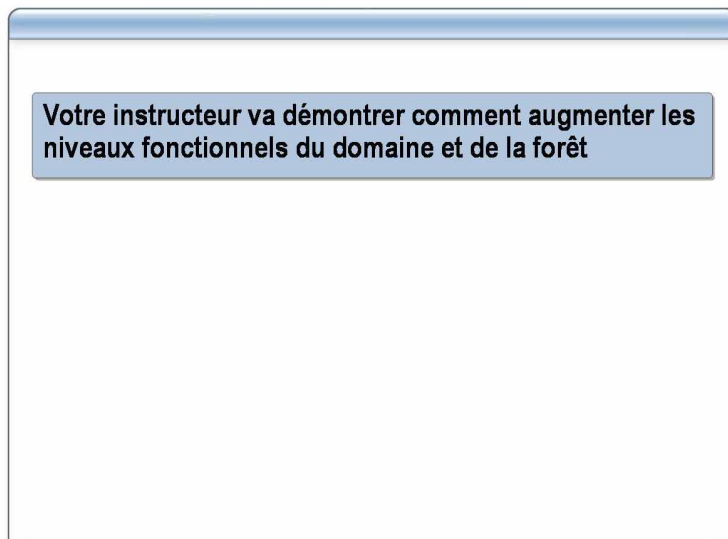 Votre instructeur va démontrer comment augmenter les
niveaux fonctionnels du domaine et de la forêt